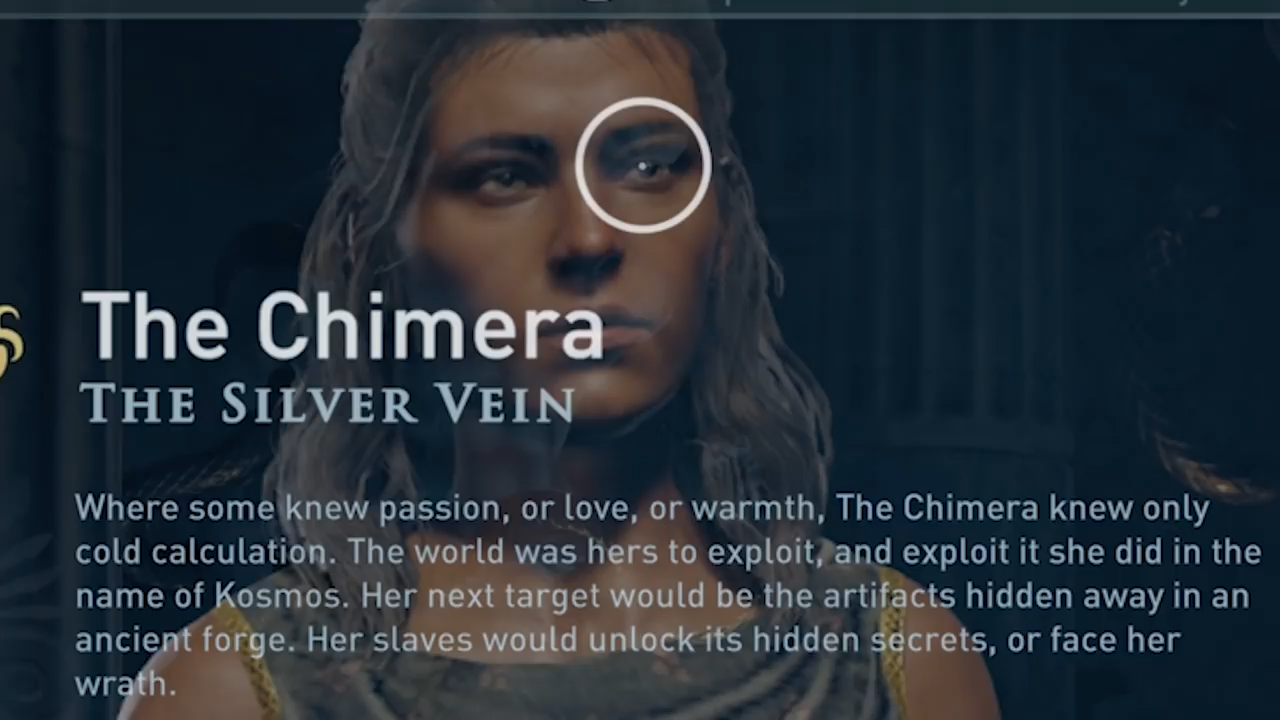 The Chimera
THE SILVER VEIN
Where some knew passion, or love, or warmth, The Chimera knew only
cold calculation. The world was hers to exploit, and exploit it she did in the
name of Kosmos. Her next target would be the artifacts hidden away in an
ancient forge. Her slaves would unlock its hidden secrets, or face her
wrath.